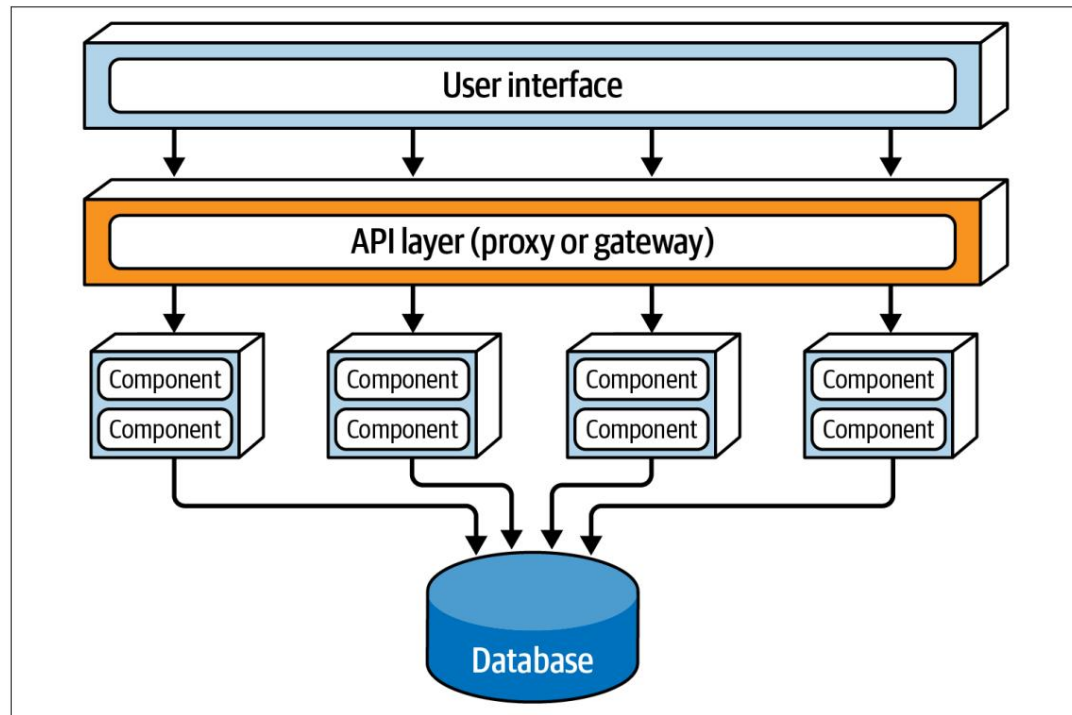 User interface
API layer (proxy or gateway)
Component
Component
Component
Component
Component
Component
Component
Component
Database